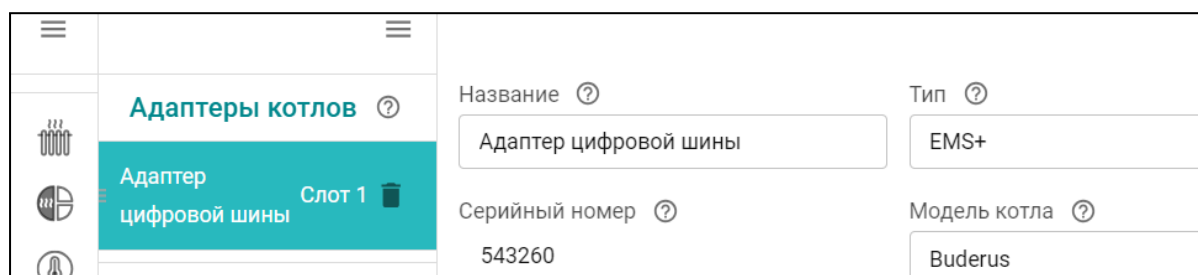 Адаптеры котлов
Адаптер
цифровой шины
Слот 1
Название
Тип
Адаптер цифровой шины
EMS+
Серийный номер
Модель котла
543260
Buderus